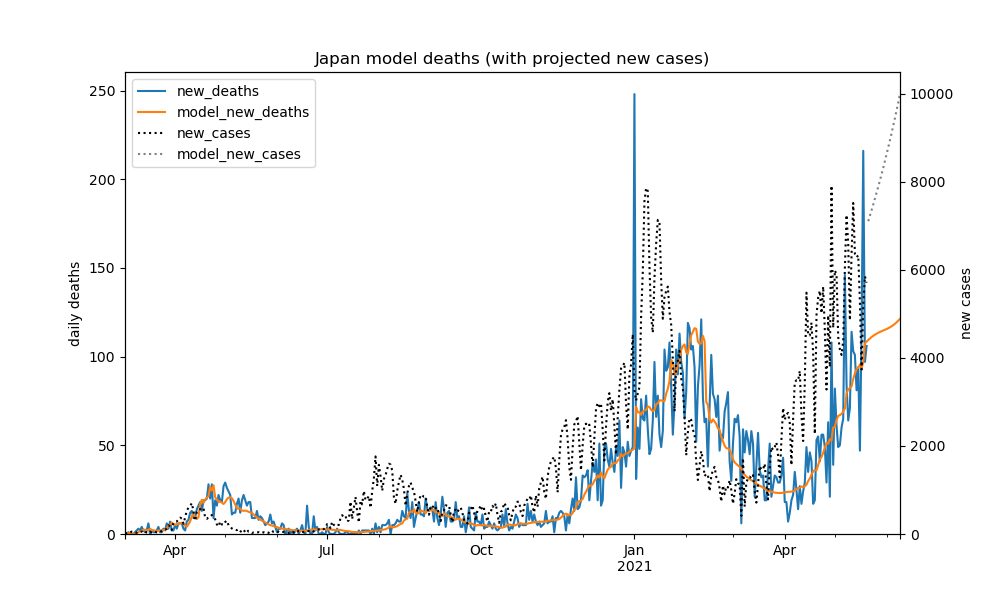 Japan model deaths (with projected new cases)
new_deaths
model_new_deaths
new_cases
model_new_cases
daily deaths
250
200
150
100
50
0
10000
8000
6000
4000
2000
0
new cases
Apr
Jul
Oct
Jan
2021
Apr